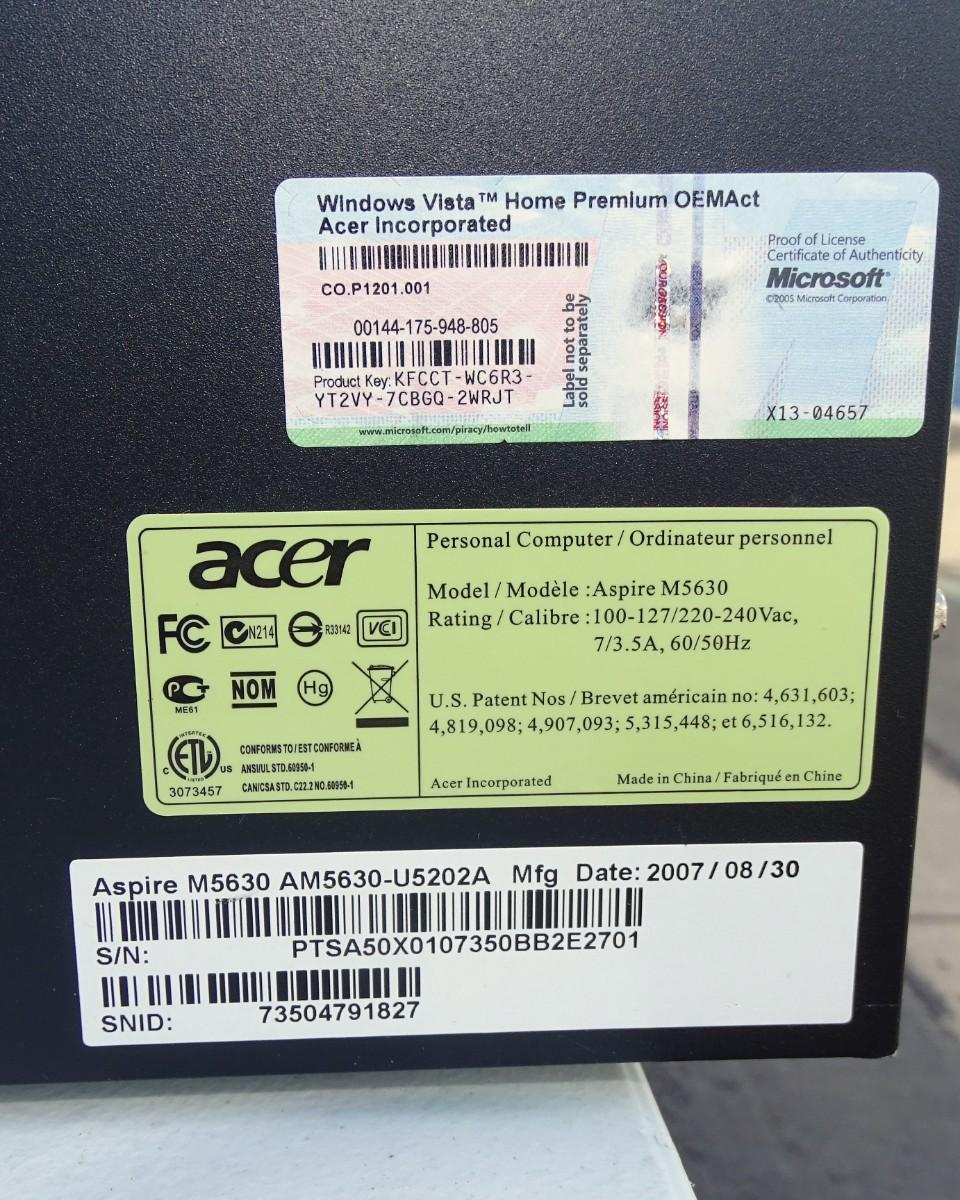 Windows Vista™ Home Premium OEMAct
Acer Incorporated
CO.P1201.001
00144-175-948-805
Product Key: KFCCT-WC6R3-
YT2VY-7CBGQ-2WRJT
www.microsoft.com/piracy/howtotell
Label not to be
sold separately
Proof of License
Certificate of Authenticity
Microsoft®
©2005 Microsoft Corporation
X13-04657
acer
FC
N214
R33142
VCI
PCT
ME61
NOM
Hg
INTERTEK
ETL
LISTED
C US
3073457
CONFORMS TO / EST CONFORME À
ANSI/UL STD.60950-1
CAN/CSA STD. C22.2 NO.60950-1
Personal Computer / Ordinateur personnel
Model / Modèle : Aspire M5630
Rating / Calibre : 100-127/220-240Vac,
7/3.5A, 60/50Hz
U.S. Patent Nos / Brevet américain no: 4,631,603;
4,819,098; 4,907,093; 5,315,448; et 6,516,132.
Acer Incorporated
Made in China / Fabriqué en Chine
Aspire M5630 AM5630-U5202A Mfg Date: 2007/08/30
S/N: PTSA50X0107350BB2E2701
SNID: 73504791827